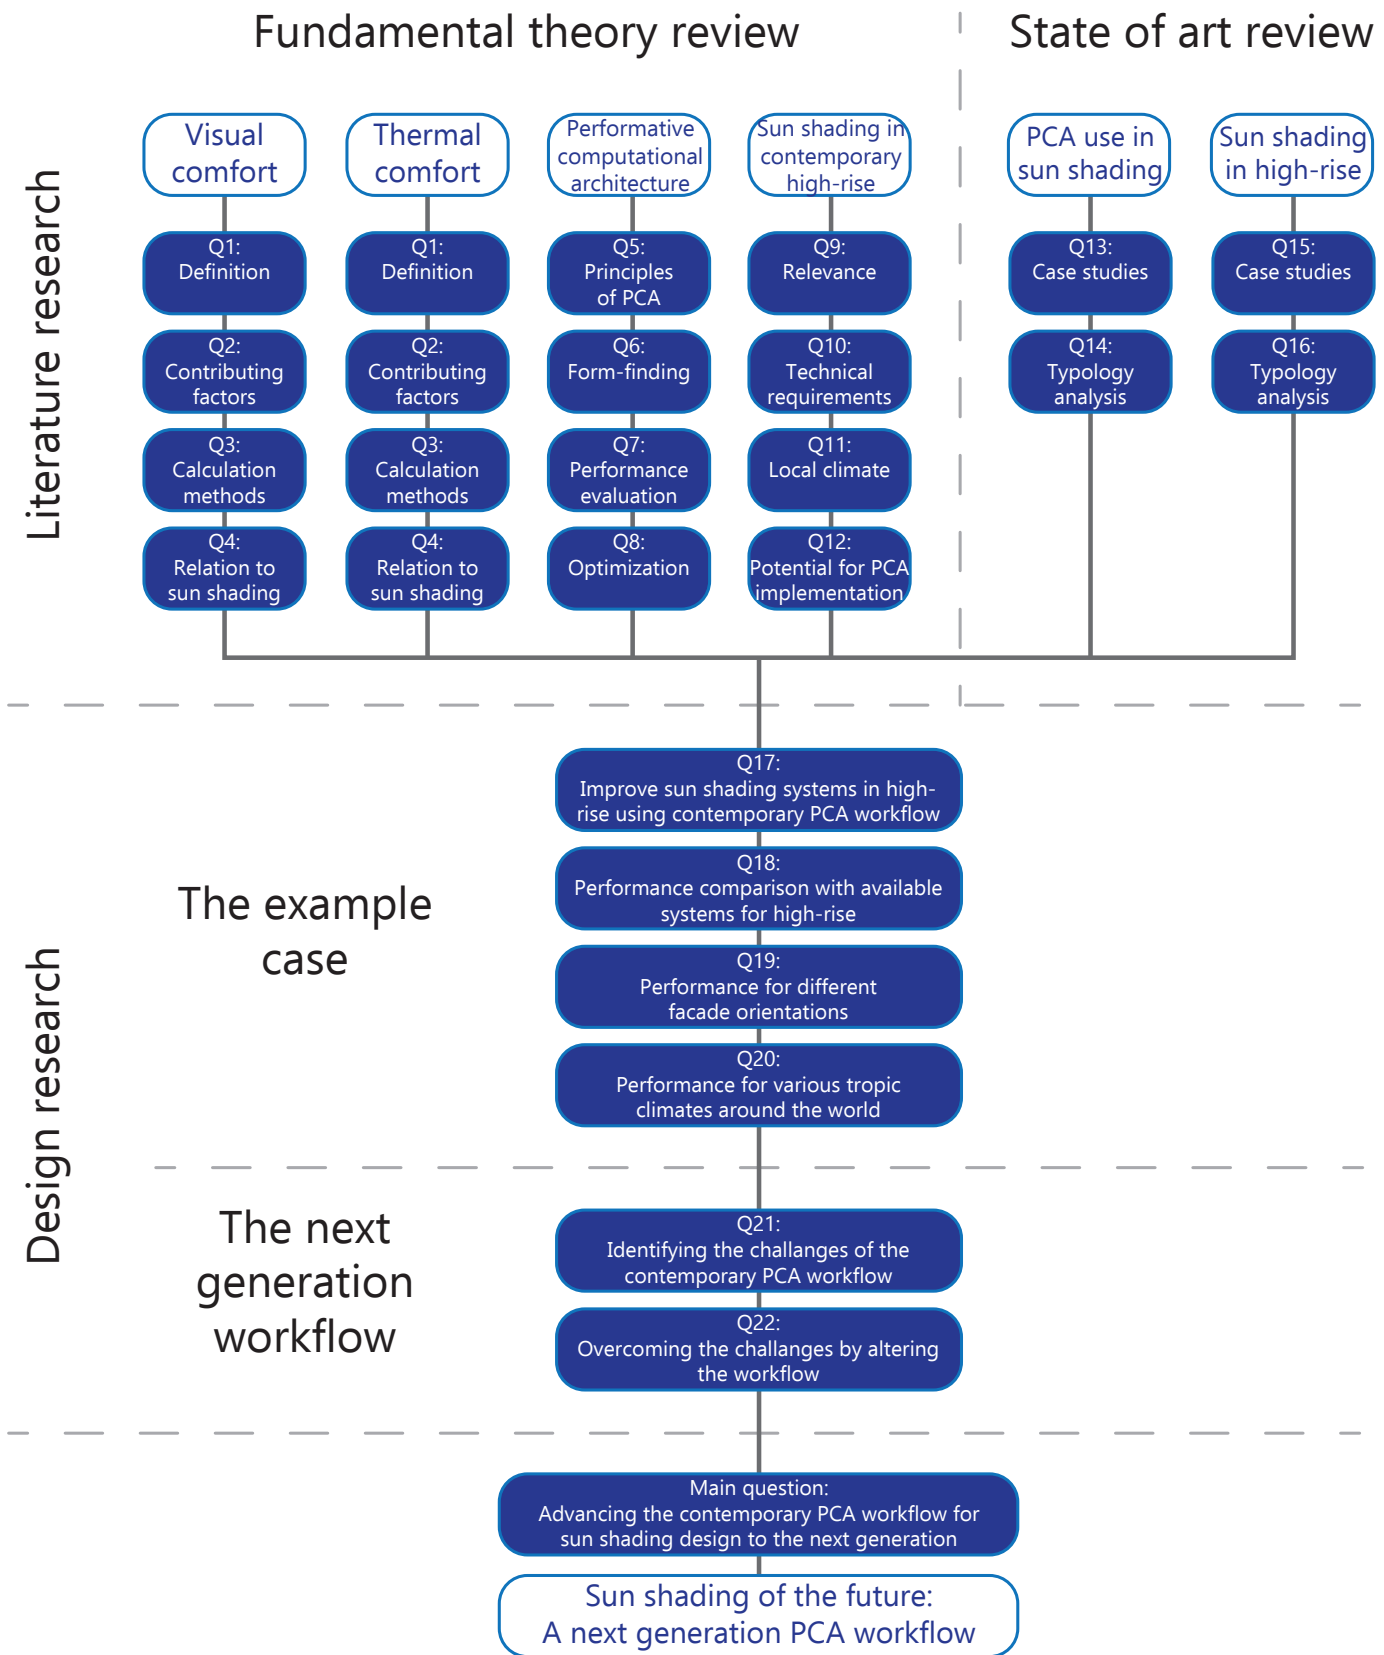 Fundamental theory review
State of art review
Literature research
Visual
comfort
Q1:
Definition
Q2:
Contributing
factors
Q3:
Calculation
methods
Q4:
Relation to
sun shading
Thermal
comfort
Q1:
Definition
Q2:
Contributing
factors
Q3:
Calculation
methods
Q4:
Relation to
sun shading
Performative
computational
architecture
Q5:
Principles
of PCA
Q6:
Form-finding
Q7:
Performance
evaluation
Q8:
Optimization
Sun shading in
contemporary
high-rise
Q9:
Relevance
Q10:
Technical
requirements
Q11:
Local climate
Q12:
Potential for PCA
implementation
PCA use in
sun shading
Q13:
Case studies
Q14:
Typology
analysis
Sun shading
in high-rise
Q15:
Case studies
Q16:
Typology
analysis
Design research
The example
case
Q17:
Improve sun shading systems in high-
rise using contemporary PCA workflow
Q18:
Performance comparison with available
systems for high-rise
Q19:
Performance for different
facade orientations
Q20:
Performance for various tropic
climates around the world
The next
generation
workflow
Q21:
Identifying the challanges of the
contemporary PCA workflow
Q22:
Overcoming the challenges by altering
the workflow
Main question:
Advancing the contemporary PCA workflow for
sun shading design to the next generation
Sun shading of the future:
A next generation PCA workflow